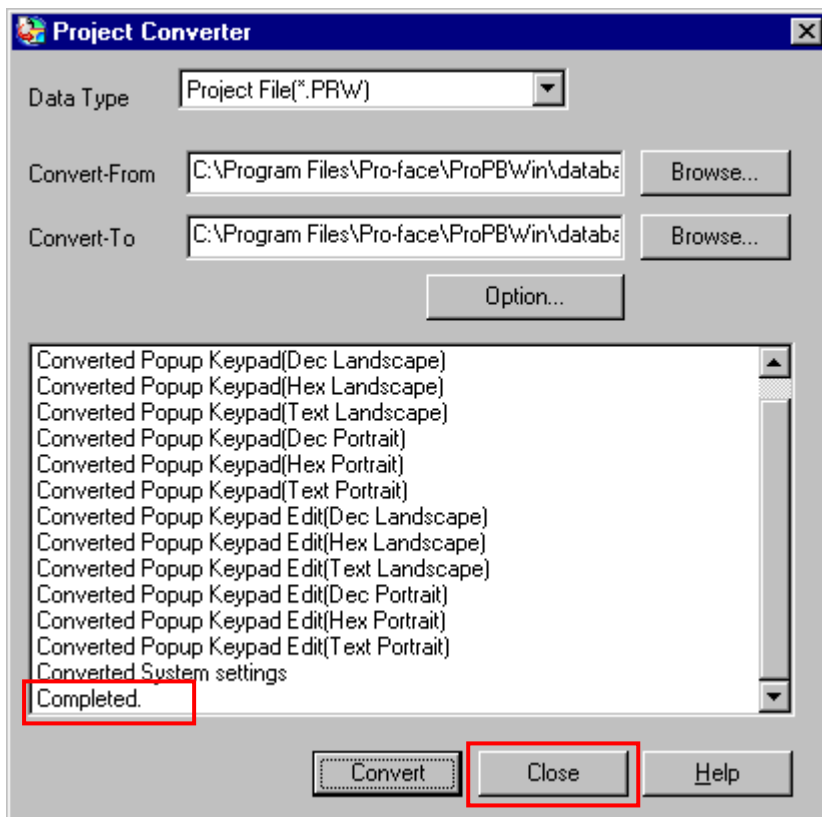 Project Converter
Data Type Project File(*.PRW)
Convert-From C:\Program Files\Pro-face\ProPBWin\databa Browse...
Convert-To C:\Program Files\Pro-face\ProPBWin\databa Browse...
Option...
Converted Popup Keypad(Dec Landscape)
Converted Popup Keypad(Hex Landscape)
Converted Popup Keypad(Text Landscape)
Converted Popup Keypad(Dec Portrait)
Converted Popup Keypad(Hex Portrait)
Converted Popup Keypad(Text Portrait)
Converted Popup Keypad Edit(Dec Landscape)
Converted Popup Keypad Edit(Hex Landscape)
Converted Popup Keypad Edit(Text Landscape)
Converted Popup Keypad Edit(Dec Portrait)
Converted Popup Keypad Edit(Hex Portrait)
Converted Popup Keypad Edit(Text Portrait)
Converted System settings
Completed.
Convert Close Help